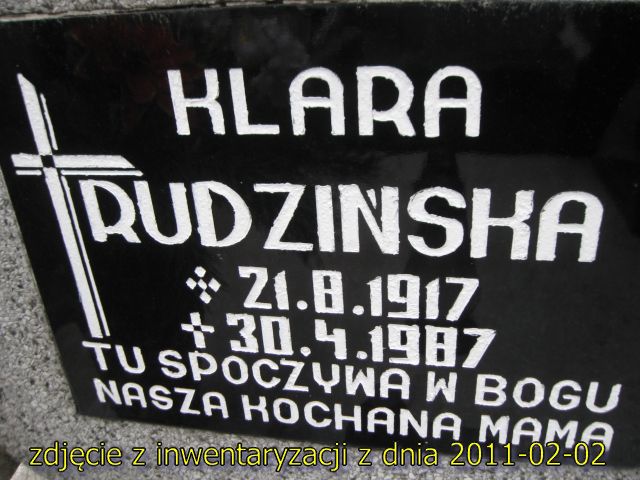 KLARA
RUDZIŃSKA
21.8.1917
30.4.1987
TU SPOCZYWA W BOGU
NASZA KOCHANA MAMA
zdjęcie z inwentaryzacji z dnia 2011-02-02